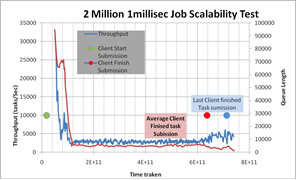 2 Million 1millisec Job Scalability Test
Throughput
Client Start
Submission
Client Finish
Submission
Last Client finished
Task sumission
Average Client
Finised task
Subission
Throughput (tasks/Sec)
Queuet Length
40000
35000
30000
25000
20000
15000
10000
5000
0
100000
90000
80000
70000
60000
50000
40000
30000
20000
10000
0
0
2E+11
4E+11
6E+11
8E+11
Time traken